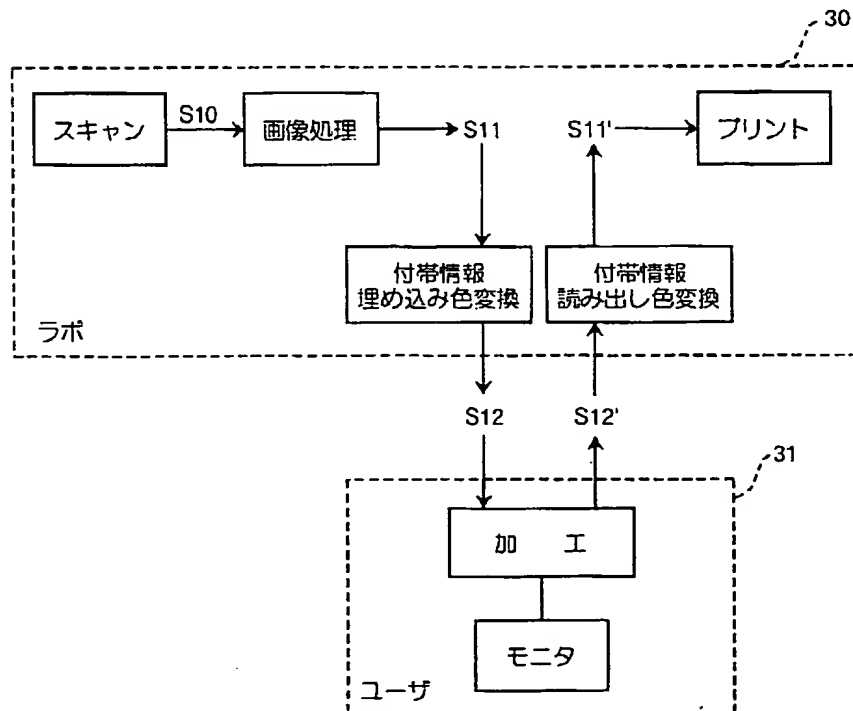 30
スキャン
S10
画像処理
S11
S11'
プリント
付帯情報
埋め込み色変換
付帯情報
読み出し色変換
ラボ
S12
S12'
31
加　工
モニタ
ユーザ